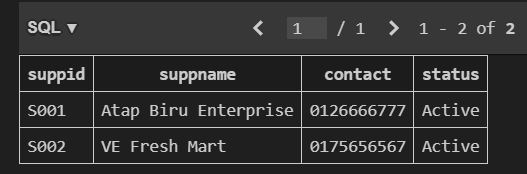 SQL ▼ < 1 / 1 > 1 - 2 of 2
suppid suppname contact status
S001 Atap Biru Enterprise 0126666777 Active
S002 VE Fresh Mart 0175656567 Active